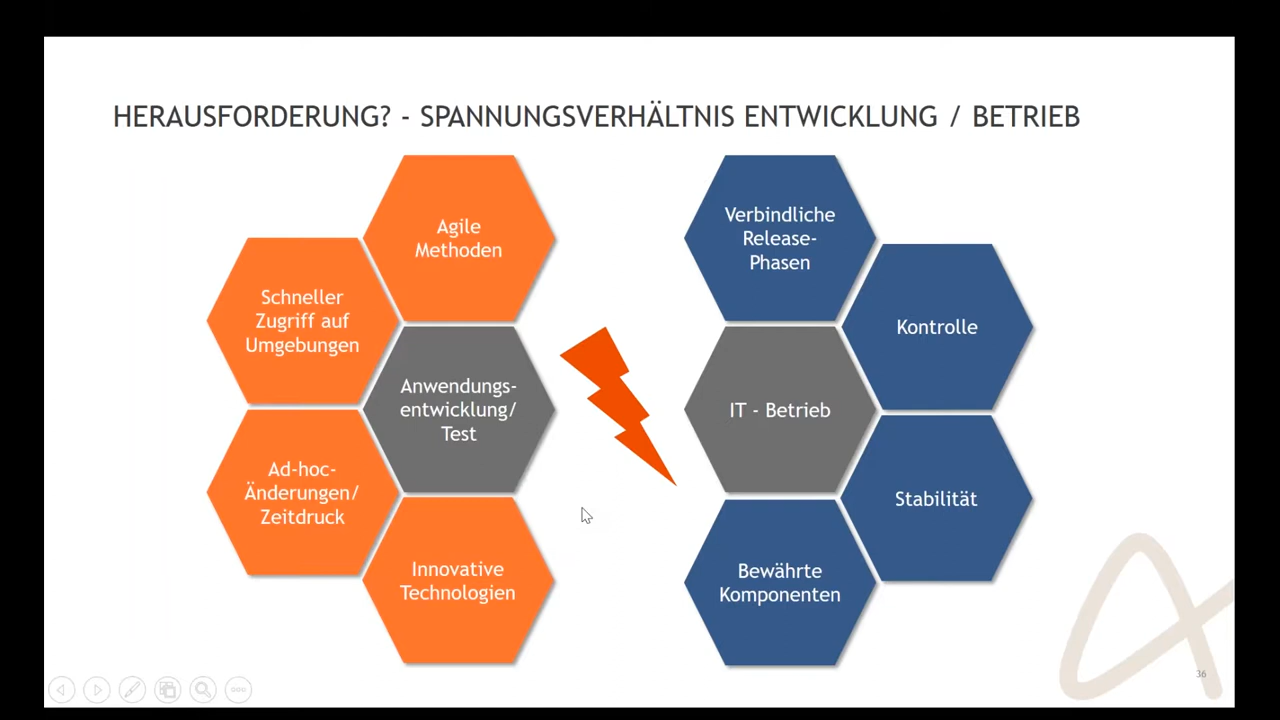 HERAUSFORDERUNG? - SPANNUNGSVERHÄLTNIS ENTWICKLUNG / BETRIEB
Agile
Methoden
Schneller
Zugriff auf
Umgebungen
Anwendungs-
entwicklung/
Test
Ad-hoc-
Änderungen/
Zeitdruck
Innovative
Technologien
Verbindliche
Release-
Phasen
Kontrolle
IT - Betrieb
Stabilität
Bewährte
Komponenten
36